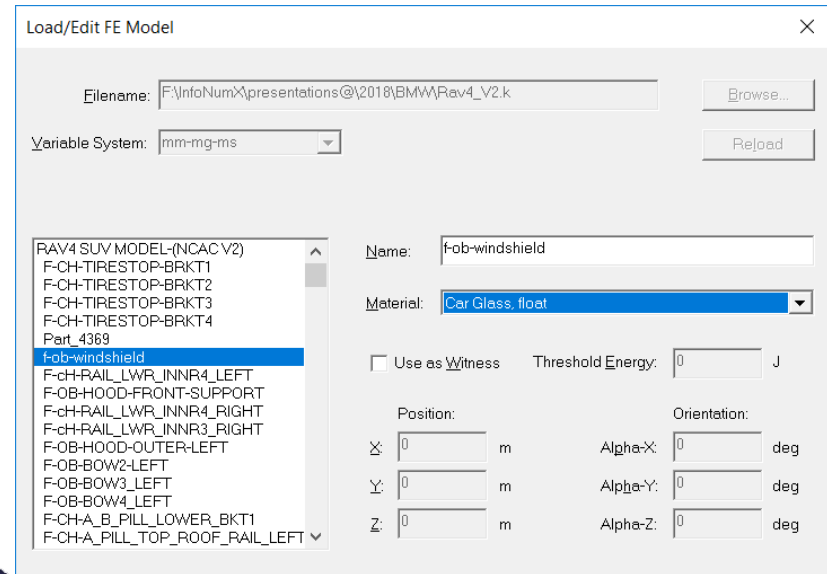 Load/Edit FE Model
Filename: F:\InfoNumX\presentations@\2018\BMW\Rav4_V2.k Browse...
Variable System: mm-mg-ms Reload
RAV4 SUV MODEL-(NCAC V2)
F-CH-TIRESTOP-BRKT1
F-CH-TIRESTOP-BRKT2
F-CH-TIRESTOP-BRKT3
F-CH-TIRESTOP-BRKT4
Part_4369
f-ob-windshield
F-cH-RAIL_LWR_INNR4_LEFT
F-OB-HOOD-FRONT-SUPPORT
F-cH-RAIL_LWR_INNR4_RIGHT
F-cH-RAIL_LWR_INNR3_RIGHT
F-OB-HOOD-OUTER-LEFT
F-OB-BOW2-LEFT
F-OB-BOW3_LEFT
F-OB-BOW4_LEFT
F-CH-A_B_PILL_LOWER_BKT1
F-CH-A_PILL_TOP_ROOF_RAIL_LEFT
Name: f-ob-windshield
Material: Car Glass, float
Use as Witness Threshold Energy: 0 J
Position: Orientation:
X: 0 m Alpha-X: 0 deg
Y: 0 m Alpha-Y: 0 deg
Z: 0 m Alpha-Z: 0 deg